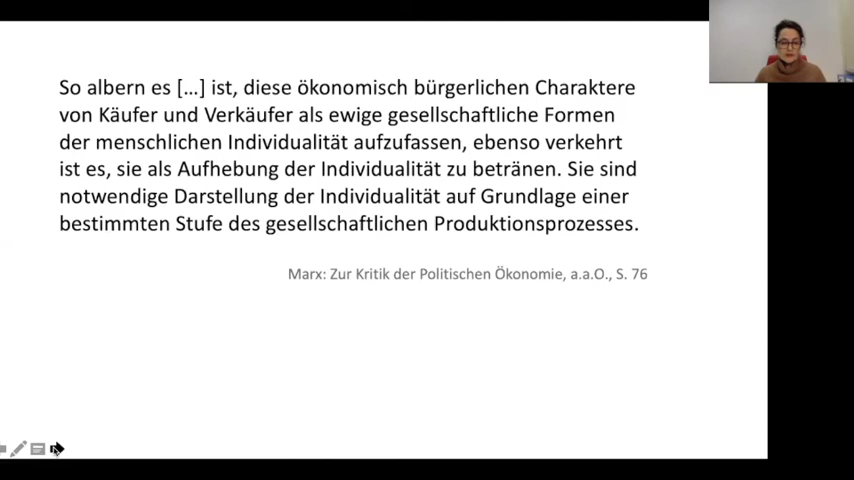 So albern es [...] ist, diese ökonomisch bürgerlichen Charaktere
von Käufer und Verkäufer als ewige gesellschaftliche Formen
der menschlichen Individualität aufzufassen, ebenso verkehrt
ist es, sie als Aufhebung der Individualität zu betränen. Sie sind
notwendige Darstellung der Individualität auf Grundlage einer
bestimmten Stufe des gesellschaftlichen Produktionsprozesses.
Marx: Zur Kritik der Politischen Ökonomie, a.a.O., S. 76